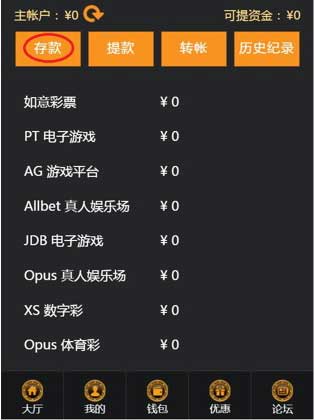 主帐户：¥0 可提资金：¥0
存款 提款 转帐 历史纪录
如意彩票 ¥ 0
PT 电子游戏 ¥ 0
AG 游戏平台 ¥ 0
Allbet 真人娱乐场 ¥ 0
JDB 电子游戏 ¥ 0
Opus 真人娱乐场 ¥ 0
XS 数字彩 ¥ 0
Opus 体育彩 ¥ 0
大厅 我的 钱包 优惠 论坛